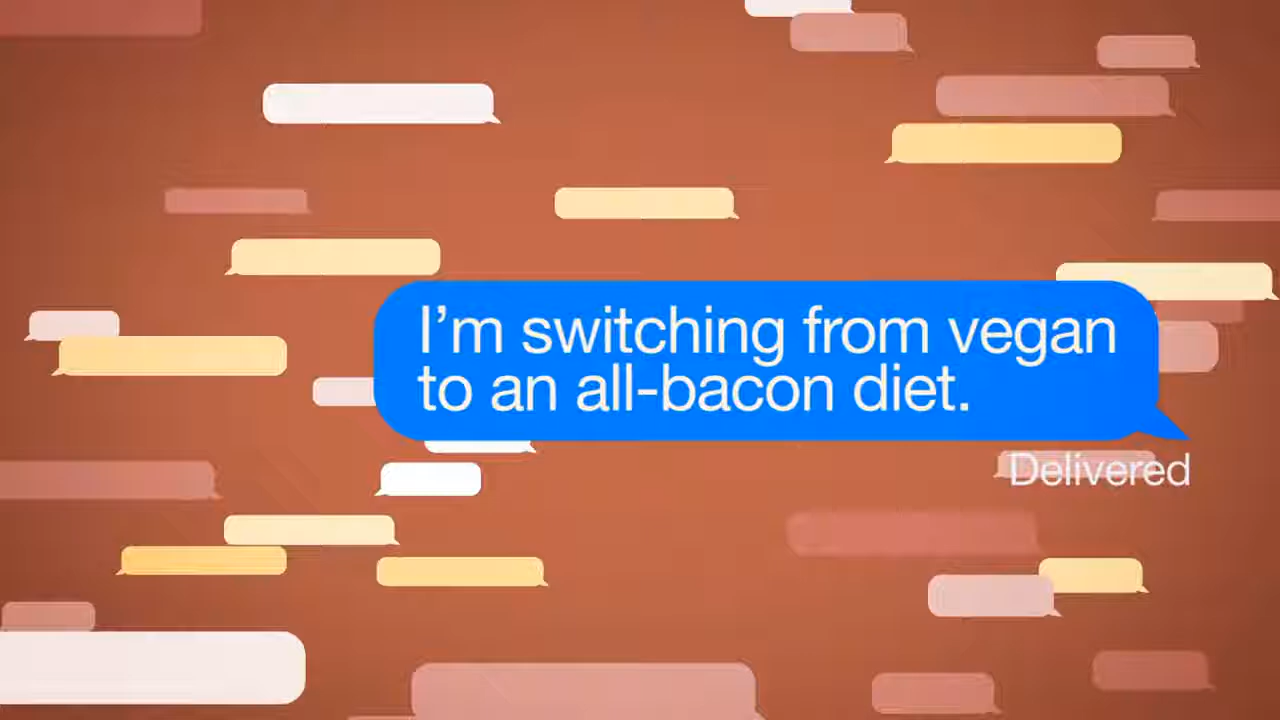 I’m switching from vegan
to an all-bacon diet.
Delivered